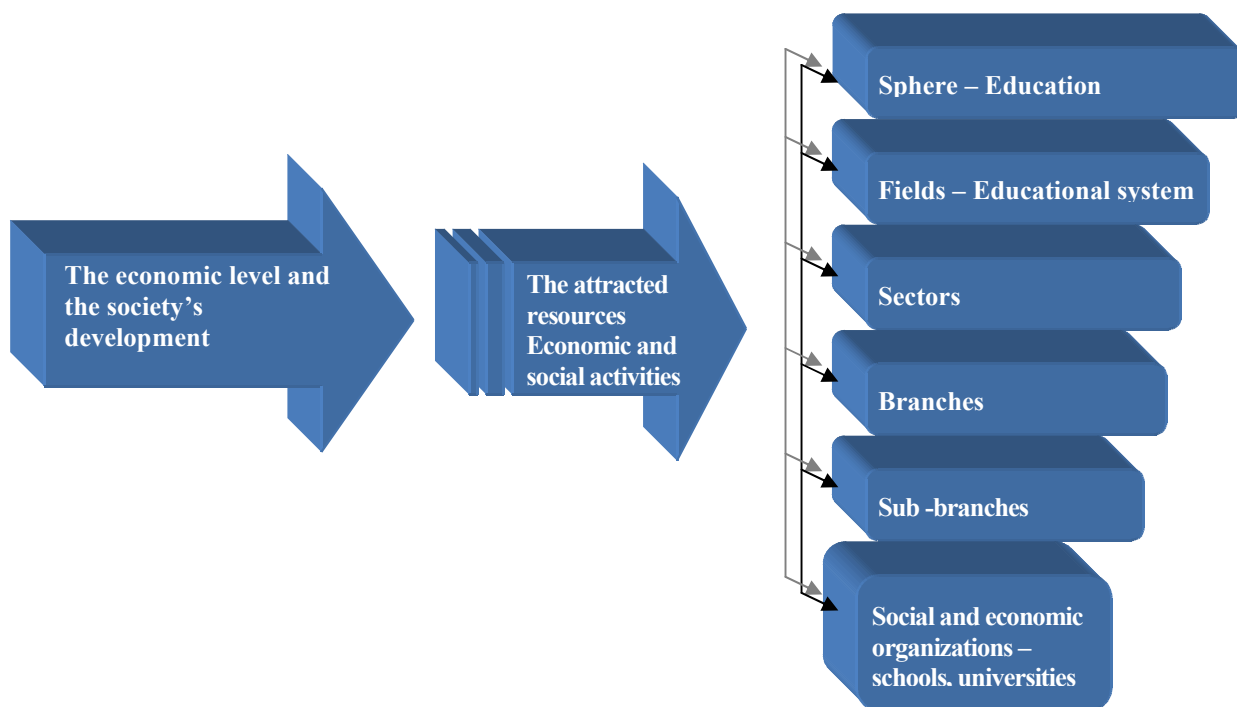 The economic level and
the society's
development
The attracted
resources
Economic and
social activities
Sphere – Education
Fields – Educational system
Sectors
Branches
Sub -branches
Social and economic
organizations –
schools, universities